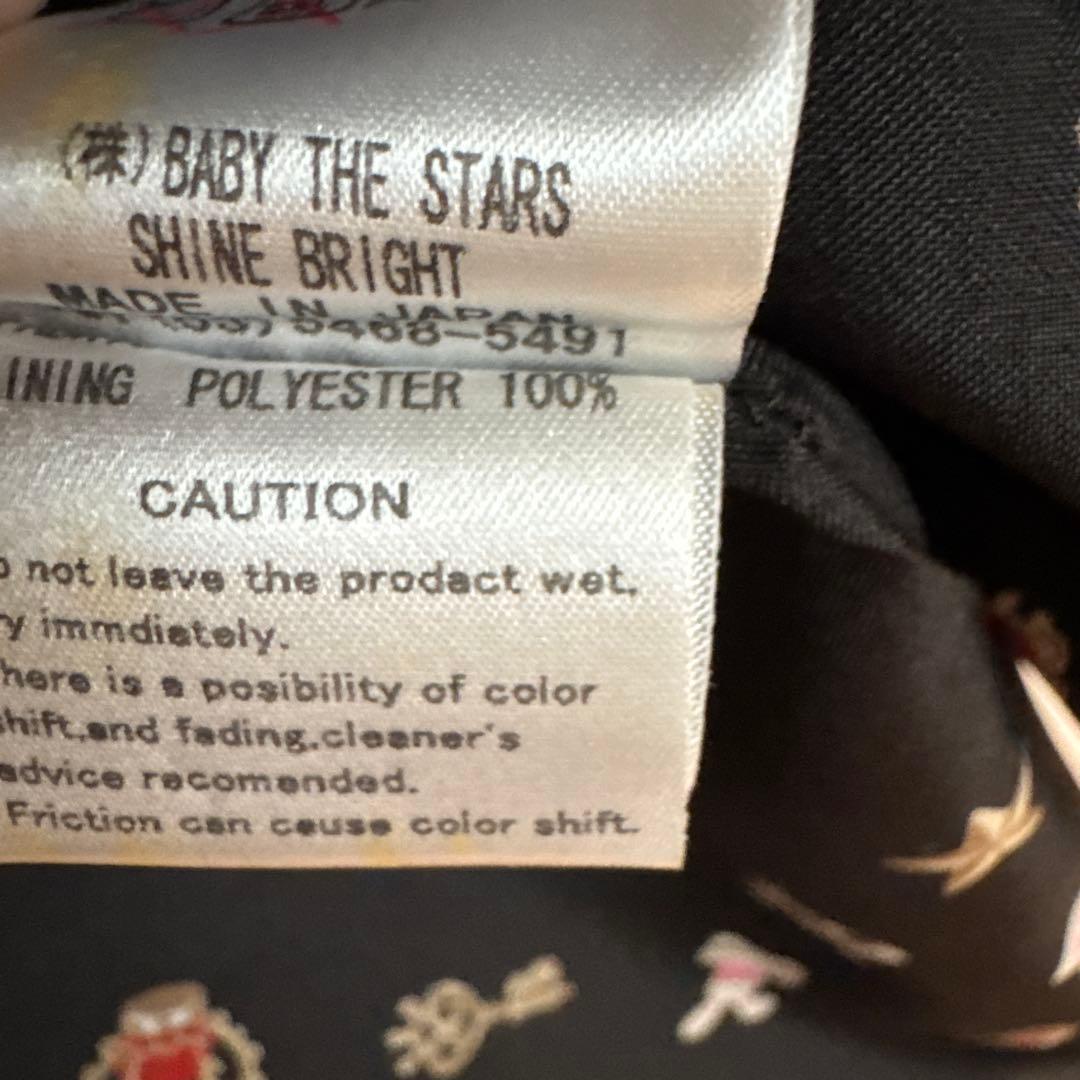 (株)BABY THE STARS
SHINE BRIGHT
MADE IN JAPAN
5468-5491
INING POLYESTER 100%
CAUTION
o not leave the prodact wet.
y immdiately.
here is a posibility of color
shift.and fading.cleaner's
advice recomended.
Friction can cause color shift.